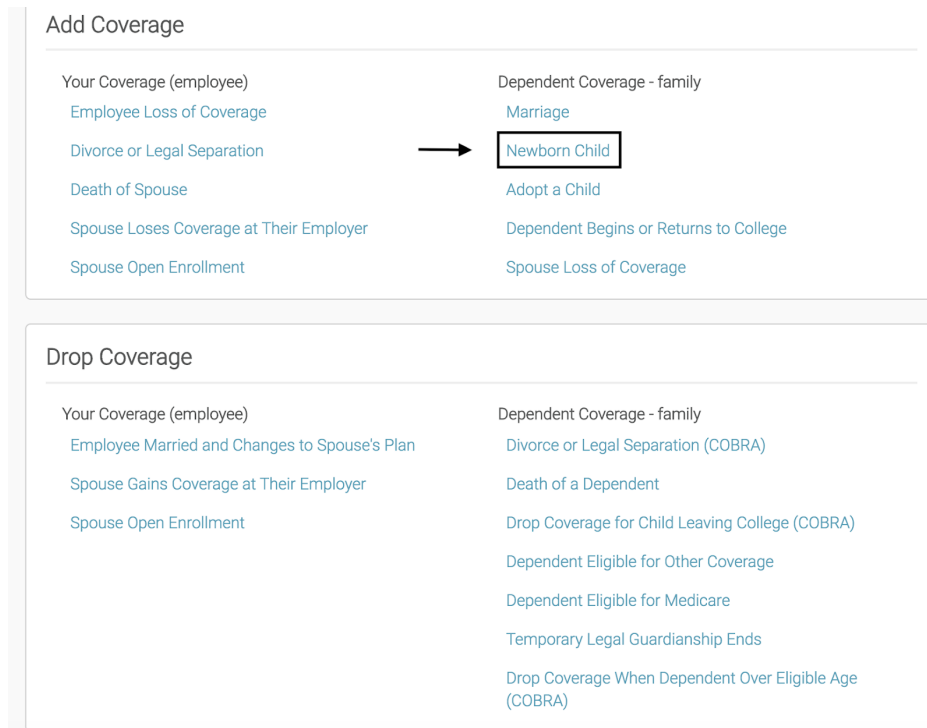 Add Coverage
Your Coverage (employee)
Employee Loss of Coverage
Divorce or Legal Separation
Death of Spouse
Spouse Loses Coverage at Their Employer
Spouse Open Enrollment
Dependent Coverage - family
Marriage
Newborn Child
Adopt a Child
Dependent Begins or Returns to College
Spouse Loss of Coverage
Drop Coverage
Your Coverage (employee)
Employee Married and Changes to Spouse's Plan
Spouse Gains Coverage at Their Employer
Spouse Open Enrollment
Dependent Coverage - family
Divorce or Legal Separation (COBRA)
Death of a Dependent
Drop Coverage for Child Leaving College (COBRA)
Dependent Eligible for Other Coverage
Dependent Eligible for Medicare
Temporary Legal Guardianship Ends
Drop Coverage When Dependent Over Eligible Age
(COBRA)